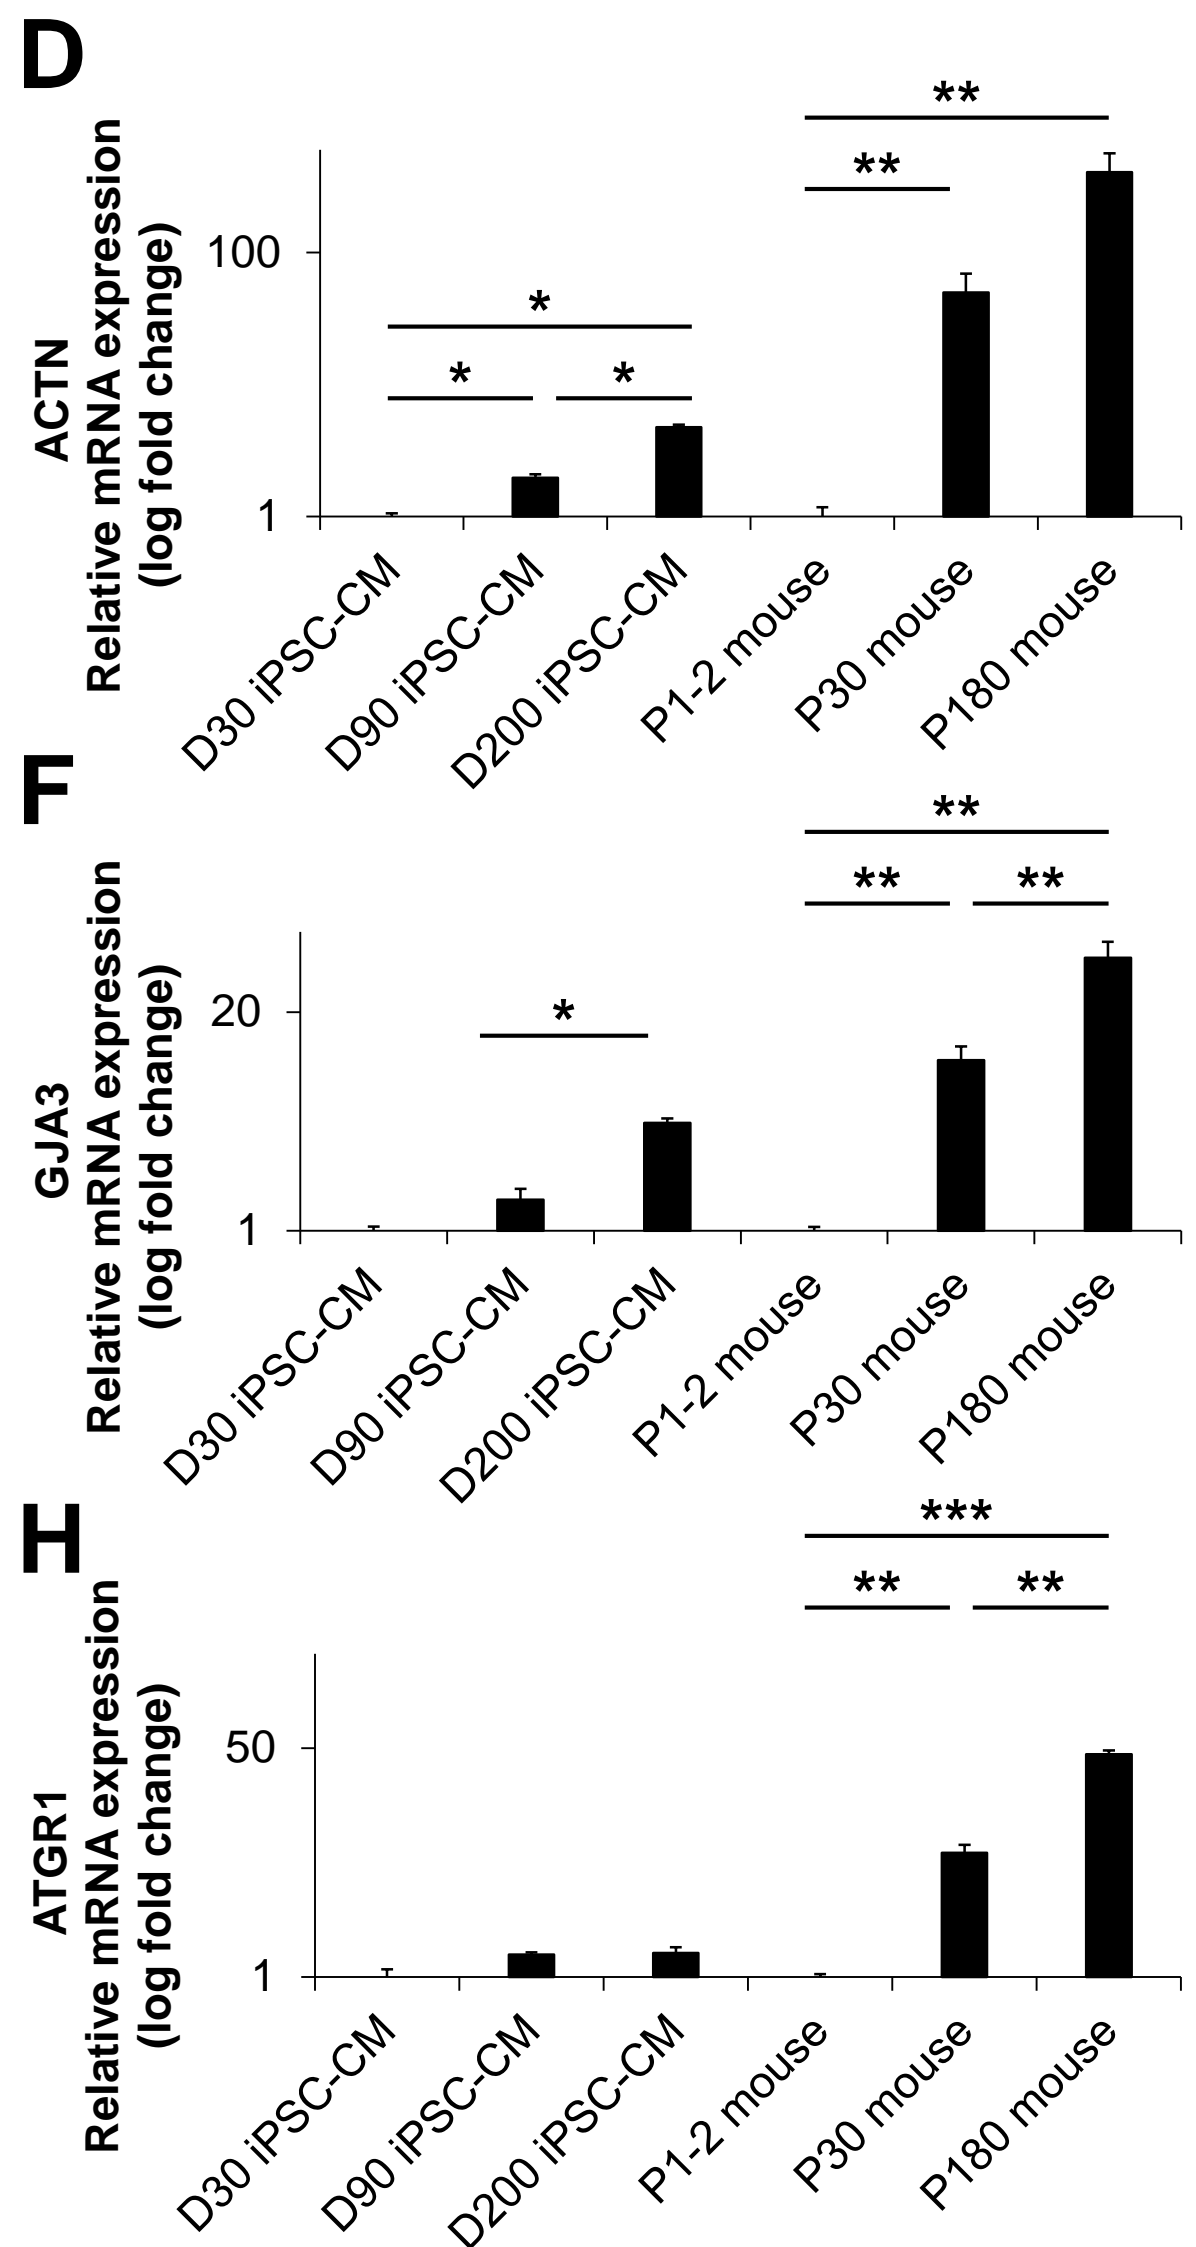 D
ACTN
Relative mRNA expression
(log fold change)
**
**
100
*
*
*
1
D30 iPSC-CM
D90 iPSC-CM
D200 iPSC-CM
P1-2 mouse
P30 mouse
P180 mouse
F
GJA3
Relative mRNA expression
(log fold change)
**
**
**
20
*
1
D30 iPSC-CM
D90 iPSC-CM
D200 iPSC-CM
P1-2 mouse
P30 mouse
P180 mouse
H
ATGR1
Relative mRNA expression
(log fold change)
***
**
**
50
1
D30 iPSC-CM
D90 iPSC-CM
D200 iPSC-CM
P1-2 mouse
P30 mouse
P180 mouse